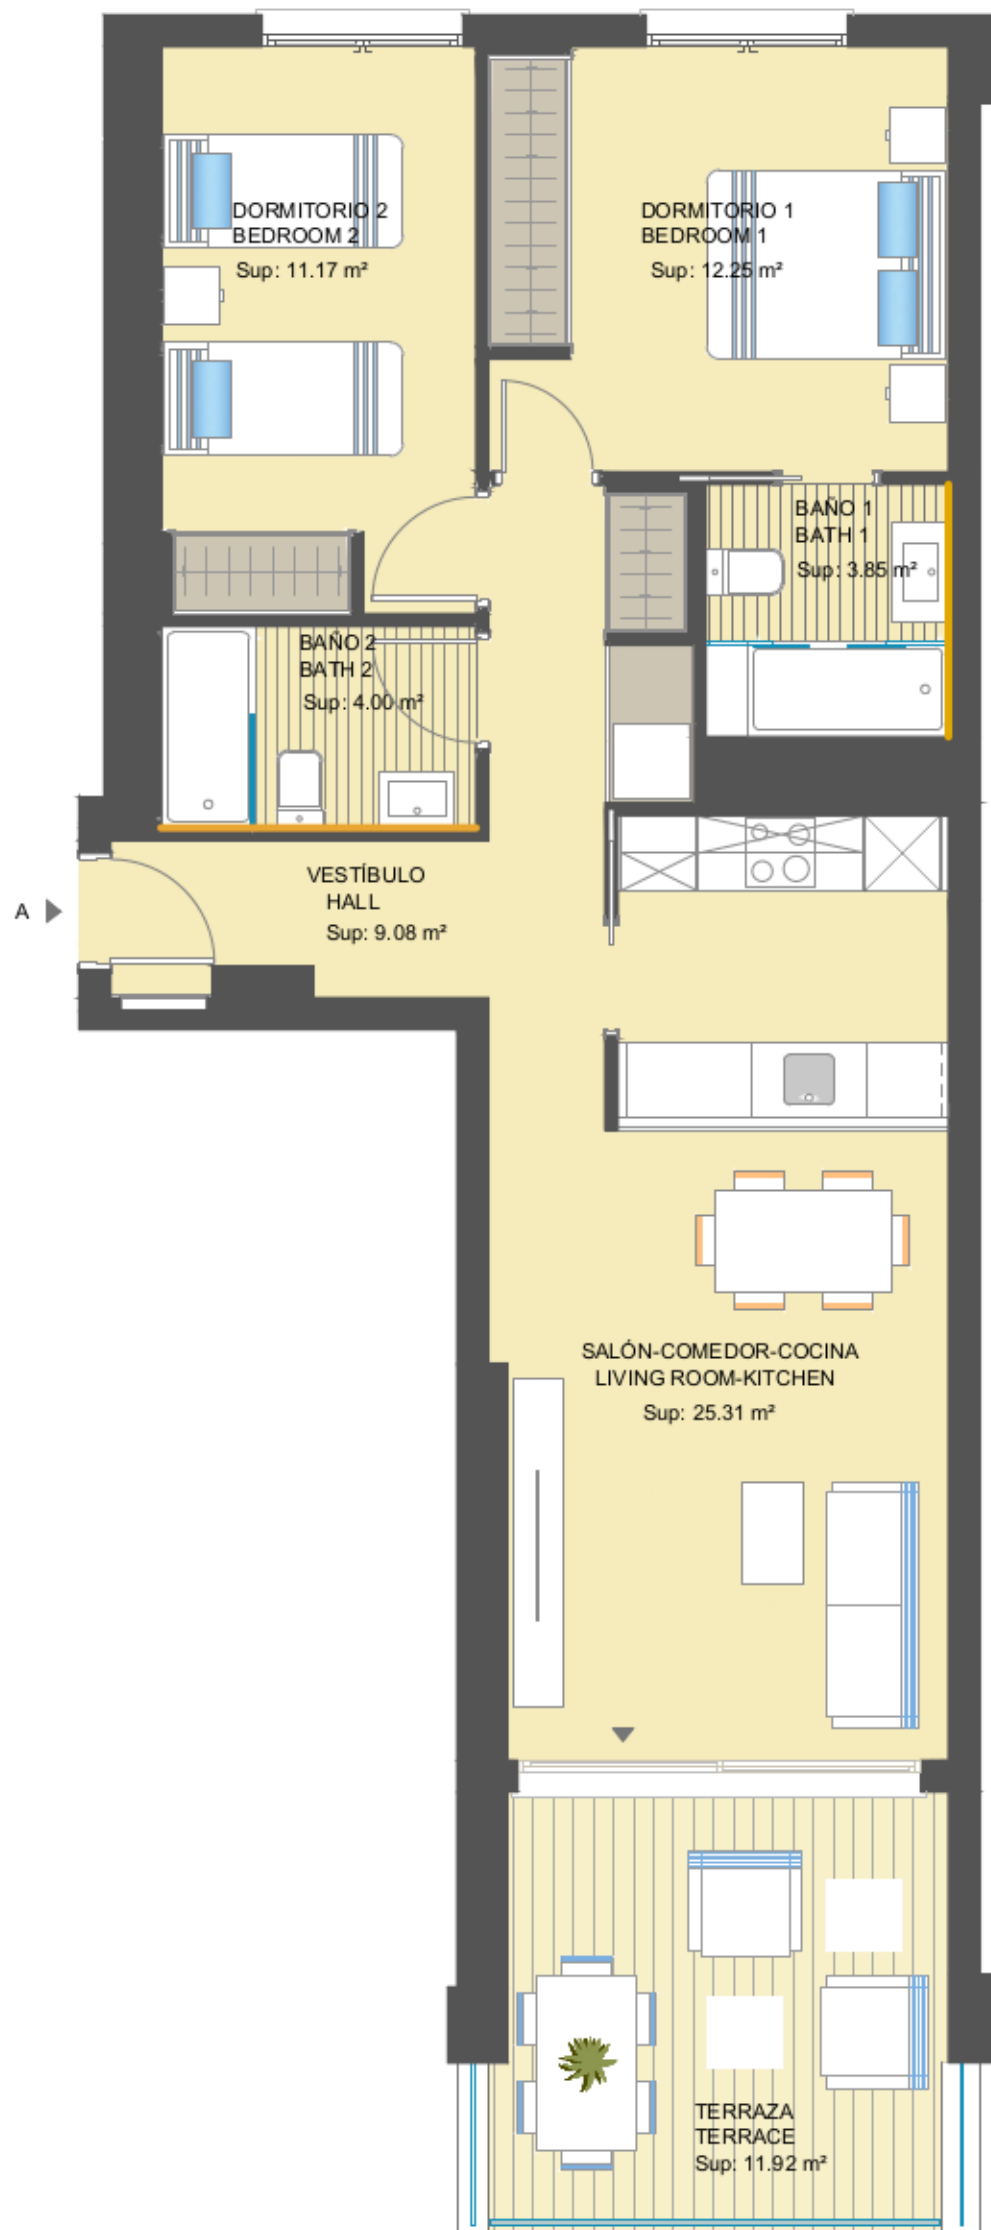 DORMITORIO 2
BEDROOM 2
Sup: 11.17 m²
DORMITORIO 1
BEDROOM 1
Sup: 12.25 m²
BAÑO 1
BATH 1
Sup: 3.85 m²
BAÑO 2
BATH 2
Sup: 4.00 m²
VESTÍBULO
HALL
Sup: 9.08 m²
A
SALÓN-COMEDOR-COCINA
LIVING ROOM-KITCHEN
Sup: 25.31 m²
TERRAZA
TERRACE
Sup: 11.92 m²